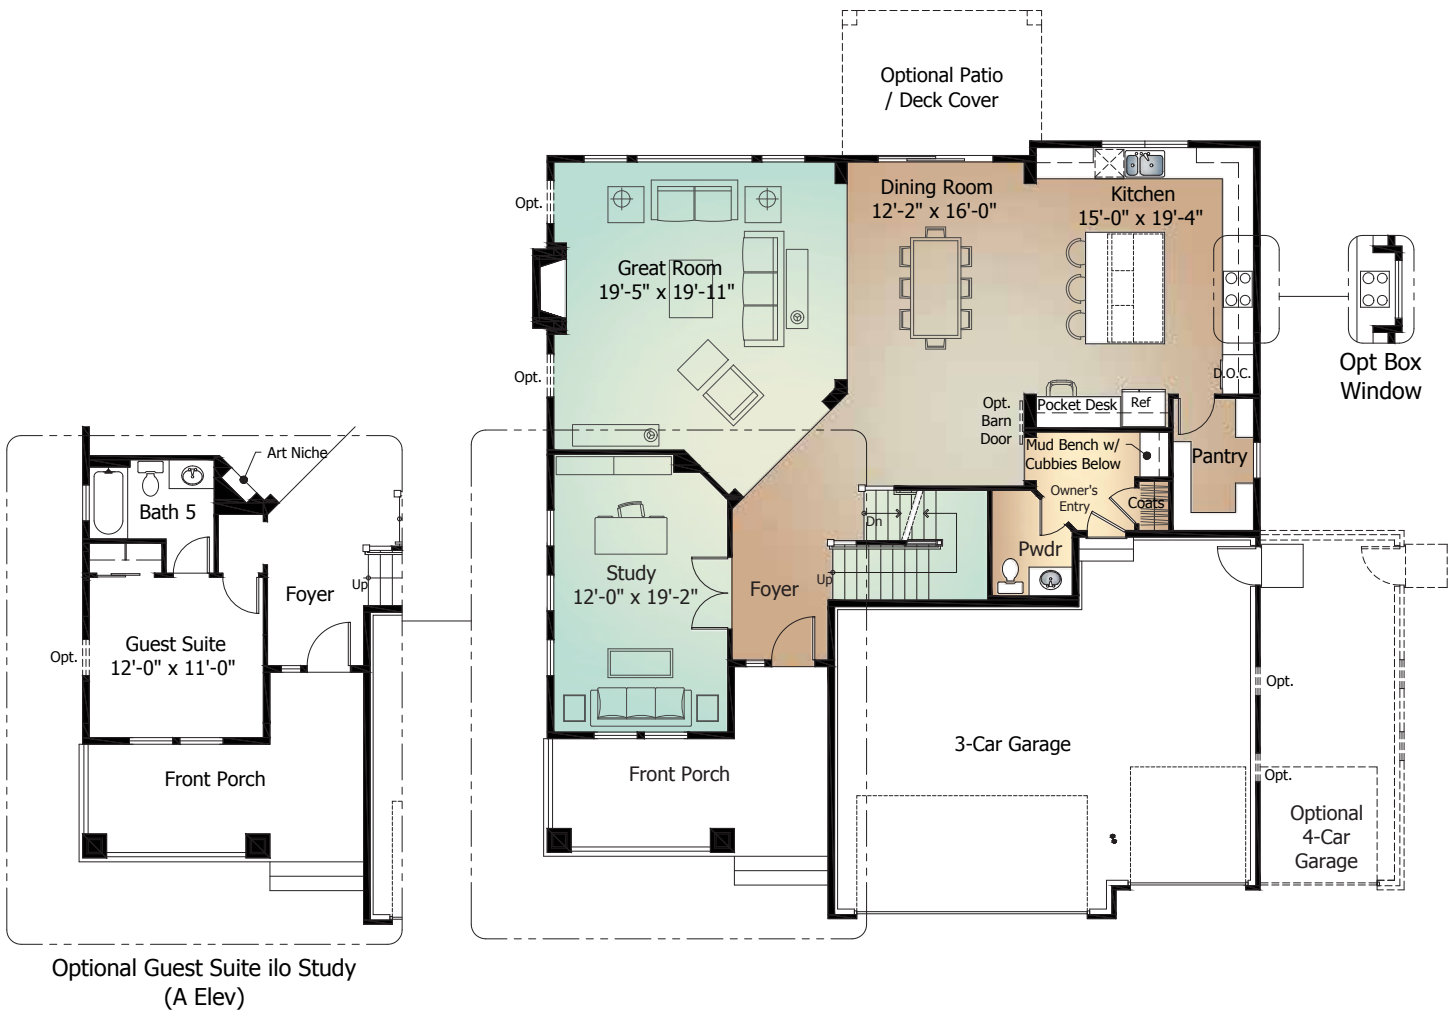 Optional Patio
/ Deck Cover
Dining Room
12'-2" x 16'-0"
Kitchen
15'-0" x 19'-4"
Opt.
Great Room
19'-5" x 19'-11"
Opt.
Opt Box
Window
D.O.C.
Opt.
Barn
Door
Pocket Desk
Ref
Mud Bench w/
Cubbies Below
Pantry
Owner's
Entry
Coats
Dn
Pwdr
Up
Study
12'-0" x 19'-2"
Foyer
Opt.
3-Car Garage
Front Porch
Opt.
Optional
4-Car
Garage
Art Niche
Bath 5
Up
Foyer
Opt.
Guest Suite
12'-0" x 11'-0"
Front Porch
Optional Guest Suite ilo Study
(A Elev)